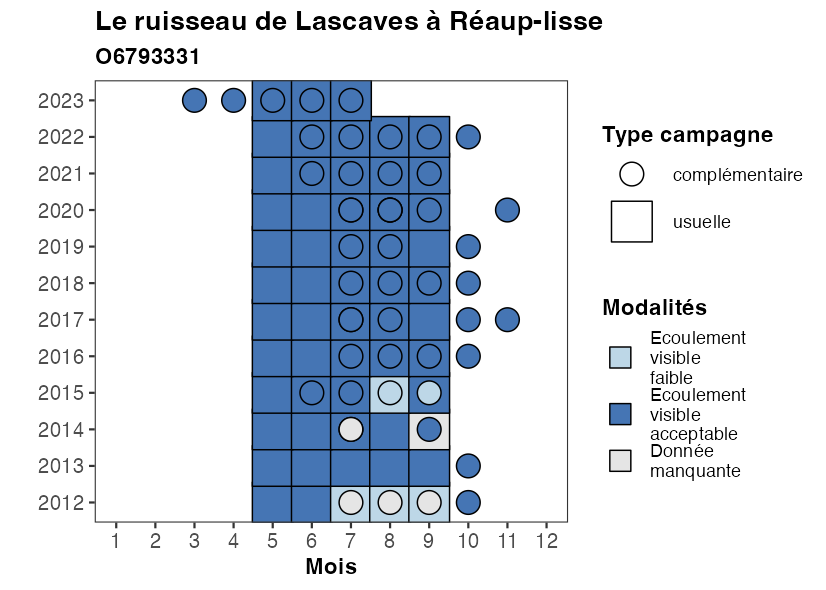 Le ruisseau de Lascaves à Réaup-lisse
O6793331
2023
2022
2021
2020
2019
2018
2017
2016
2015
2014
2013
2012
1 2 3 4 5 6 7 8 9 10 11 12
Mois
Type campagne
complémentaire
usuelle
Modalités
Ecoulement
visible
faible
Ecoulement
visible
acceptable
Donnée
manquante